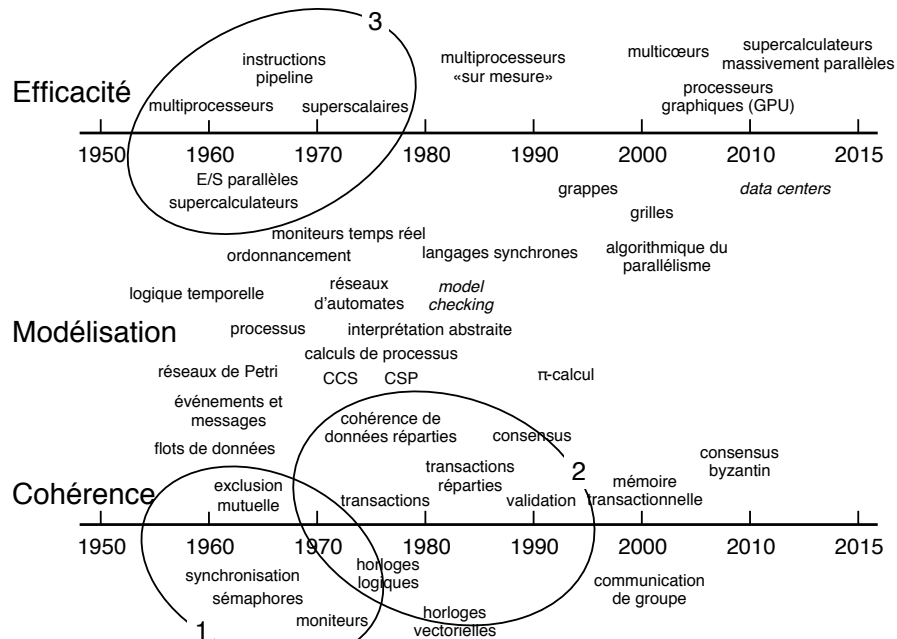 3
instructions
pipeline
multiprocesseurs
superscalaires
multiprocesseurs
«sur mesure»
multicœurs
supercalculateurs
massivement parallèles
processeurs
graphiques (GPU)
Efficacité
1950 1960 1970 1980 1990 2000 2010 2015
E/S parallèles
supercalculateurs
grappes
data centers
grilles
moniteurs temps réel
ordonnancement
langages synchrones
algorithmique du
parallélisme
logique temporelle
réseaux
d'automates
model
checking
Modélisation
processus
interprétation abstraite
calculs de processus
réseaux de Petri
CCS
CSP
π-calcul
événements et
messages
cohérence de
données réparties
consensus
flots de données
transactions
réparties
2
consensus
byzantin
Cohérence
exclusion
mutuelle
transactions
validation
mémoire
transactionnelle
1950 1960 1970 1980 1990 2000 2010 2015
synchronisation
horloges
logiques
sémaphores
communication
de groupe
moniteurs
horloges
vectorielles
1